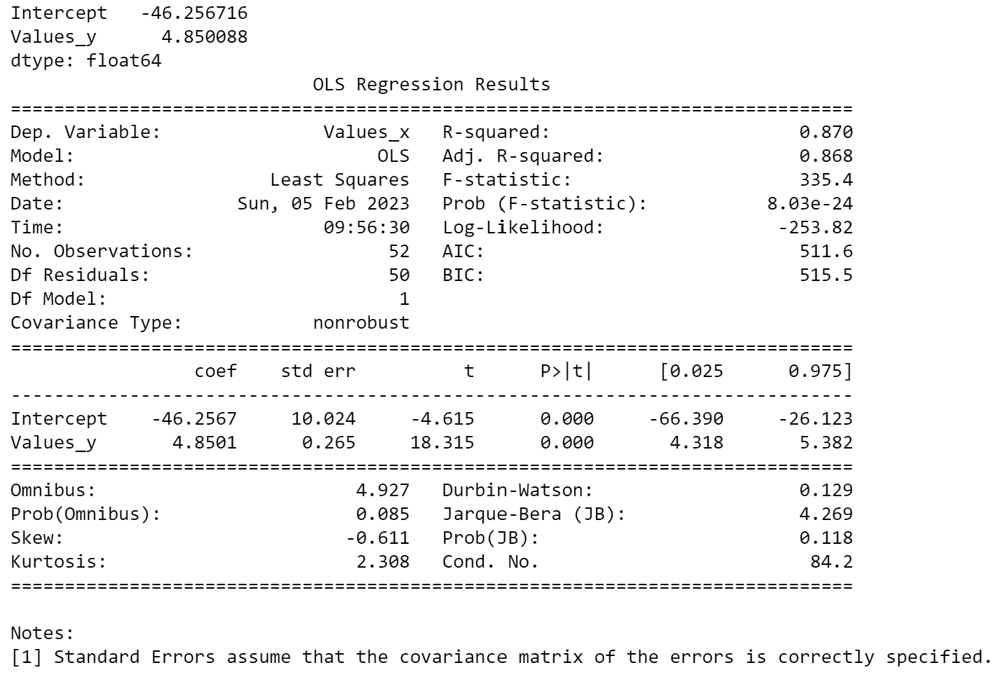 Intercept   -46.256716
Values_y      4.850088
dtype: float64
                            OLS Regression Results
==============================================================================
Dep. Variable:               Values_x   R-squared:                       0.870
Model:                            OLS   Adj. R-squared:                  0.868
Method:                 Least Squares   F-statistic:                     335.4
Date:                Sun, 05 Feb 2023   Prob (F-statistic):           8.03e-24
Time:                        09:56:30   Log-Likelihood:                -253.82
No. Observations:                  52   AIC:                             511.6
Df Residuals:                      50   BIC:                             515.5
Df Model:                           1
Covariance Type:            nonrobust
==============================================================================
                 coef    std err          t      P>|t|      [0.025      0.975]
------------------------------------------------------------------------------
Intercept    -46.2567     10.024     -4.615      0.000     -66.390     -26.123
Values_y       4.8501      0.265     18.315      0.000       4.318       5.382
==============================================================================
Omnibus:                        4.927   Durbin-Watson:                   0.129
Prob(Omnibus):                  0.085   Jarque-Bera (JB):                4.269
Skew:                          -0.611   Prob(JB):                        0.118
Kurtosis:                       2.308   Cond. No.                         84.2
==============================================================================

Notes:
[1] Standard Errors assume that the covariance matrix of the errors is correctly specified.